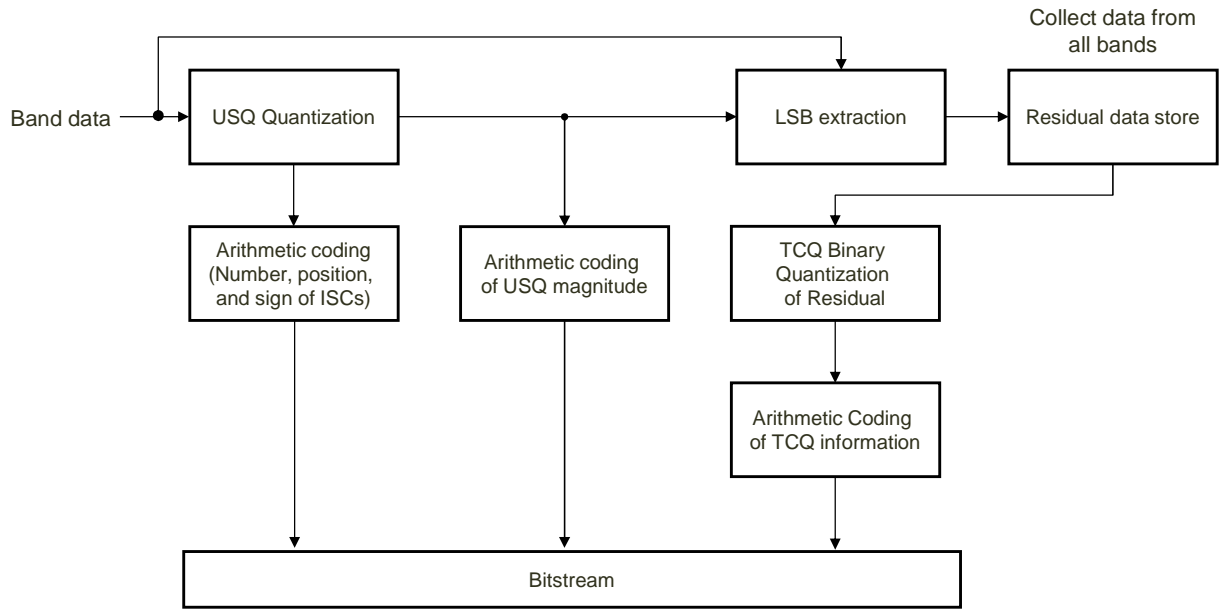 Collect data from
all bands
Band data
USQ Quantization
LSB extraction
Residual data store
Arithmetic coding
(Number, position,
and sign of ISCs)
Arithmetic coding
of USQ magnitude
TCQ Binary
Quantization
of Residual
Arithmetic Coding
of TCQ information
Bitstream